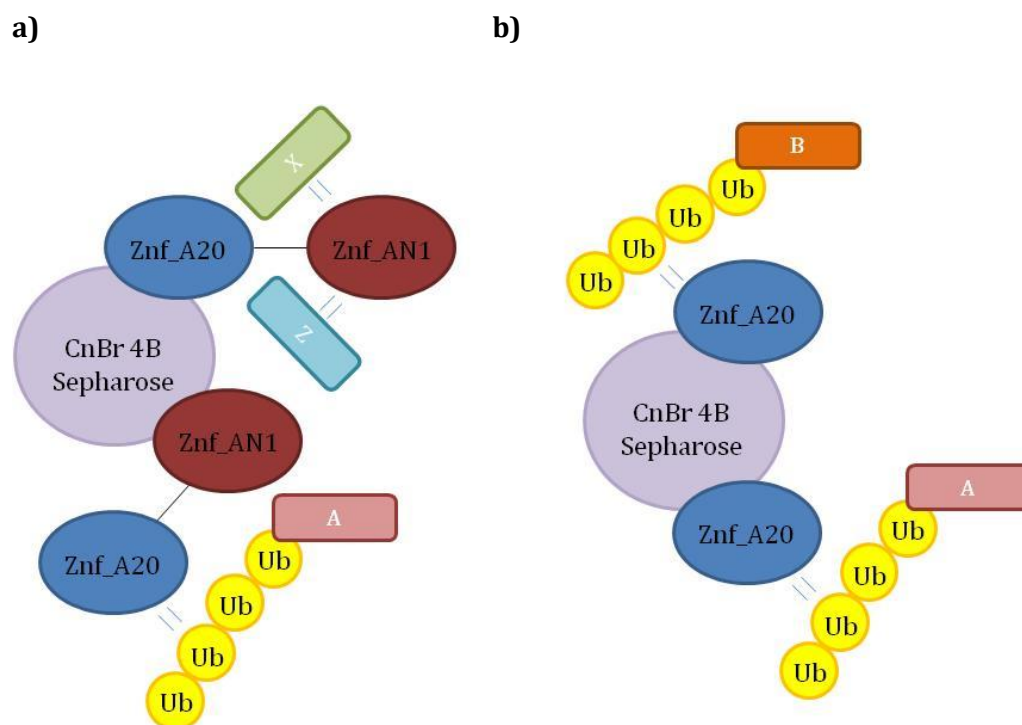 a)
X
Znf_A20
Znf_AN1
Z
CnBr 4B
Sepharose
Znf_AN1
A
Znf_A20
Ub
Ub
Ub
Ub
b)
B
Ub
Ub
Ub
Ub
Znf_A20
CnBr 4B
Sepharose
A
Znf_A20
Ub
Ub
Ub
Ub